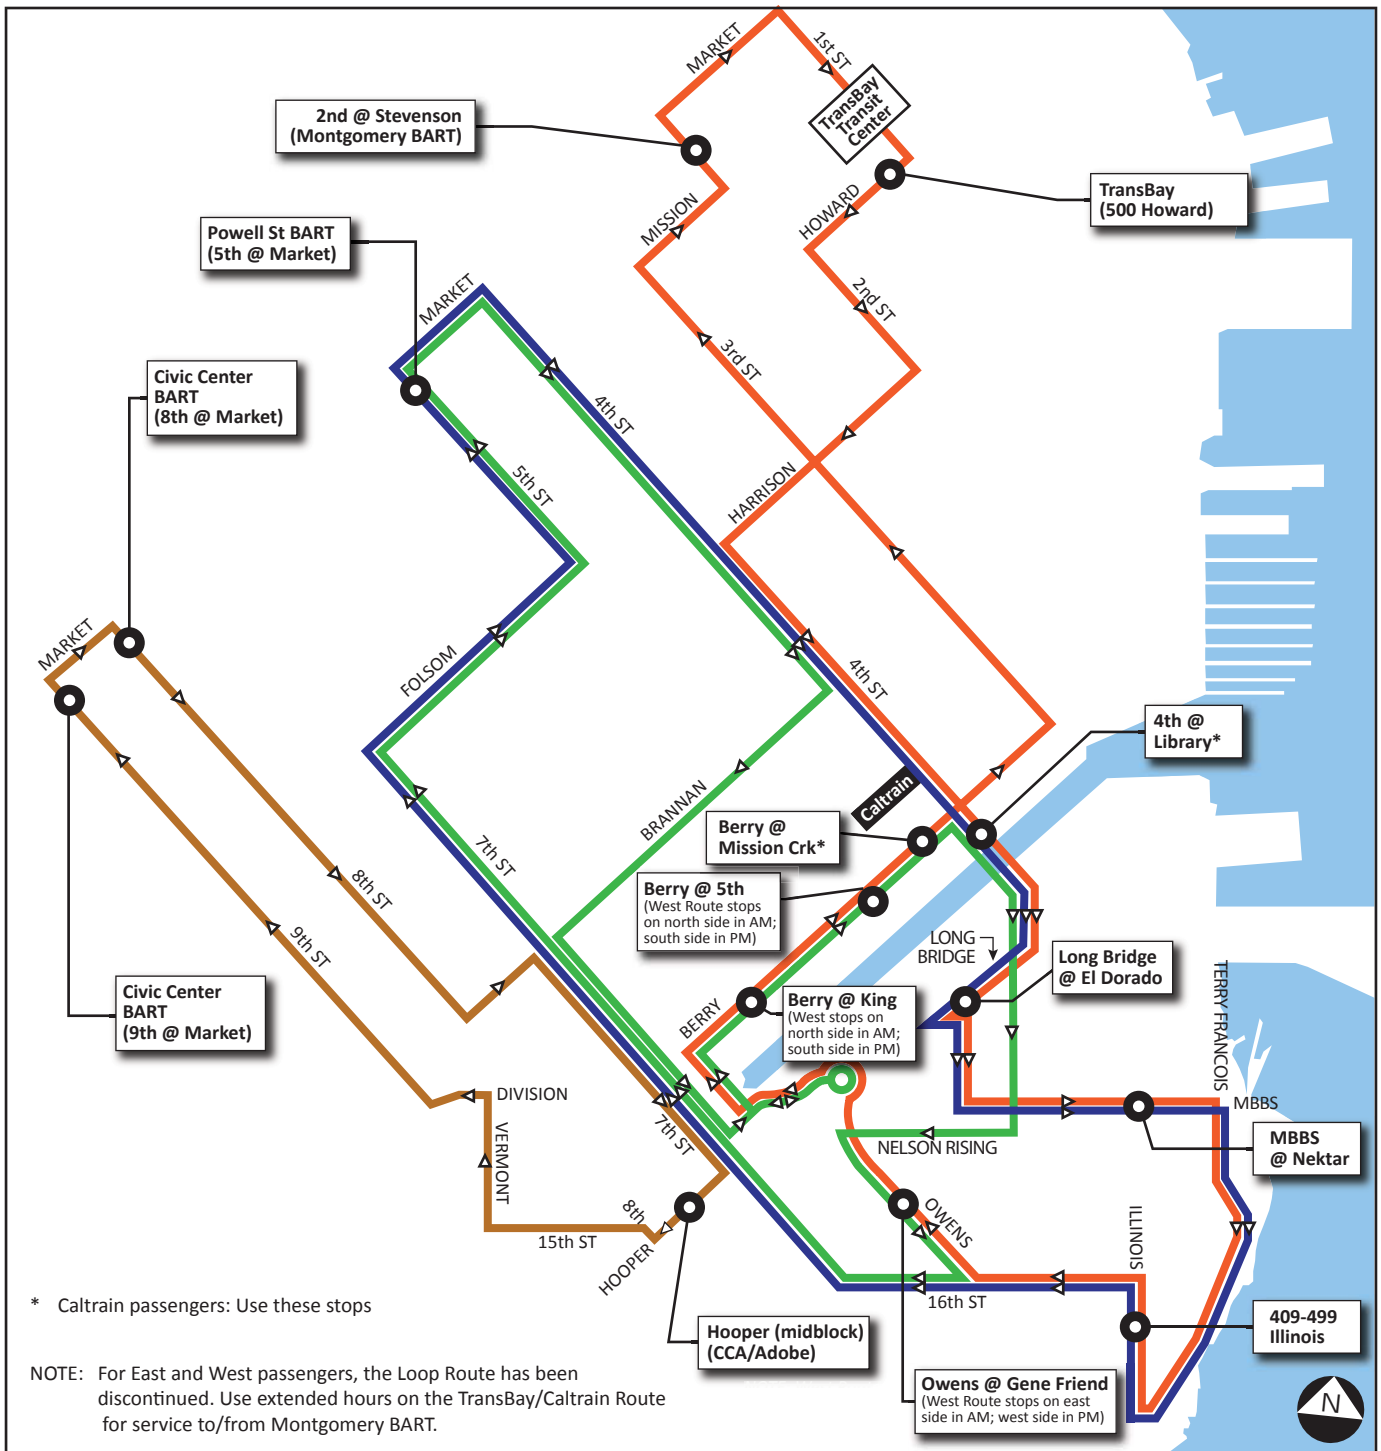 MARKET
1st ST
TransBay
Transit
Center
2nd @ Stevenson
(Montgomery BART)
TransBay
(500 Howard)
MISSION
HOWARD
Powell St BART
(5th @ Market)
MARKET
2nd ST
3rd ST
Civic Center
BART
(8th @ Market)
4th ST
5th ST
HARRISON
MARKET
FOLSOM
4th ST
4th @
Library*
Caltrain
BRANNAN
Berry @
Mission Crk*
7th ST
8th ST
Berry @ 5th
(West Route stops
on north side in AM;
south side in PM)
9th ST
LONG
BRIDGE
Long Bridge
@ El Dorado
TERRY FRANCOIS
Civic Center
BART
(9th @ Market)
BERRY
Berry @ King
(West stops on
north side in AM;
south side in PM)
DIVISION
MBBS
7th ST
NELSON RISING
MBBS
@ Nektar
VERMONT
8th
OWENS
ILLINOIS
15th ST
HOOPER
16th ST
* Caltrain passengers: Use these stops
Hooper (midblock)
(CCA/Adobe)
409-499
Illinois
NOTE: For East and West passengers, the Loop Route has been
discontinued. Use extended hours on the TransBay/Caltrain Route
for service to/from Montgomery BART.
Owens @ Gene Friend
(West Route stops on east
side in AM; west side in PM)
N